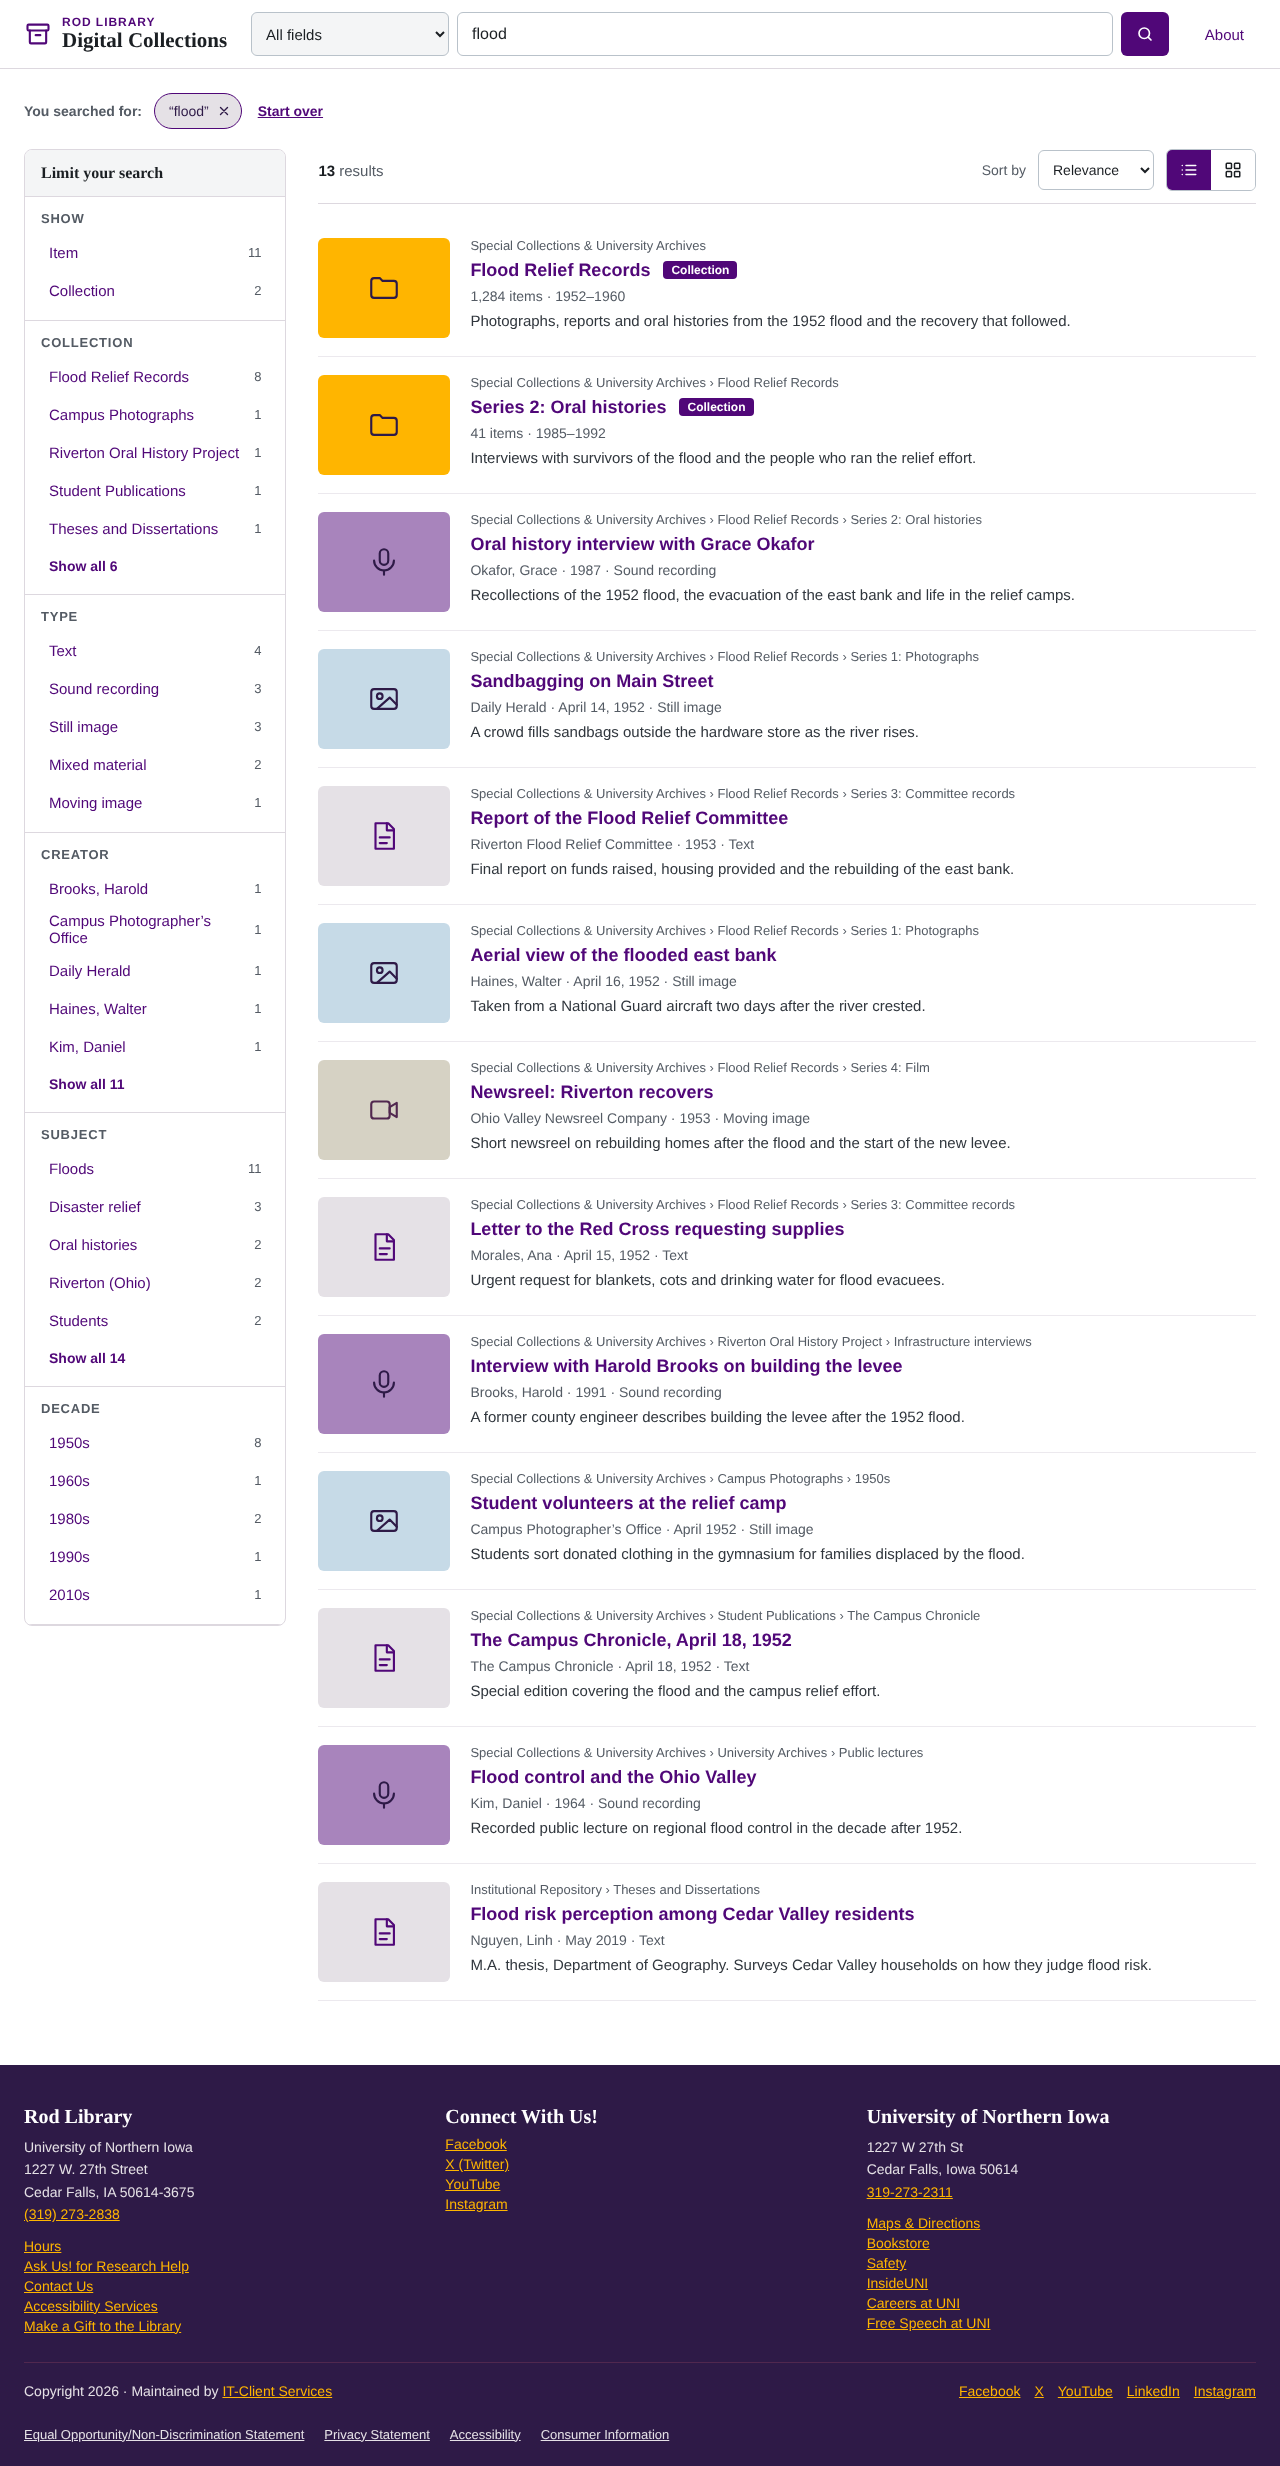 ROD LIBRARY
Digital Collections
All fields
flood
About
You searched for:
“flood”
Start over
Limit your search
SHOW
Item 11
Collection 2
COLLECTION
Flood Relief Records 8
Campus Photographs 1
Riverton Oral History Project 1
Student Publications 1
Theses and Dissertations 1
Show all 6
TYPE
Text 4
Sound recording 3
Still image 3
Mixed material 2
Moving image 1
CREATOR
Brooks, Harold 1
Campus Photographer’s
Office 1
Daily Herald 1
Haines, Walter 1
Kim, Daniel 1
Show all 11
SUBJECT
Floods 11
Disaster relief 3
Oral histories 2
Riverton (Ohio) 2
Students 2
Show all 14
DECADE
1950s 8
1960s 1
1980s 2
1990s 1
2010s 1
13 results
Sort by
Relevance
Special Collections & University Archives
Flood Relief Records Collection
1,284 items · 1952–1960
Photographs, reports and oral histories from the 1952 flood and the recovery that followed.
Special Collections & University Archives › Flood Relief Records
Series 2: Oral histories Collection
41 items · 1985–1992
Interviews with survivors of the flood and the people who ran the relief effort.
Special Collections & University Archives › Flood Relief Records › Series 2: Oral histories
Oral history interview with Grace Okafor
Okafor, Grace · 1987 · Sound recording
Recollections of the 1952 flood, the evacuation of the east bank and life in the relief camps.
Special Collections & University Archives › Flood Relief Records › Series 1: Photographs
Sandbagging on Main Street
Daily Herald · April 14, 1952 · Still image
A crowd fills sandbags outside the hardware store as the river rises.
Special Collections & University Archives › Flood Relief Records › Series 3: Committee records
Report of the Flood Relief Committee
Riverton Flood Relief Committee · 1953 · Text
Final report on funds raised, housing provided and the rebuilding of the east bank.
Special Collections & University Archives › Flood Relief Records › Series 1: Photographs
Aerial view of the flooded east bank
Haines, Walter · April 16, 1952 · Still image
Taken from a National Guard aircraft two days after the river crested.
Special Collections & University Archives › Flood Relief Records › Series 4: Film
Newsreel: Riverton recovers
Ohio Valley Newsreel Company · 1953 · Moving image
Short newsreel on rebuilding homes after the flood and the start of the new levee.
Special Collections & University Archives › Flood Relief Records › Series 3: Committee records
Letter to the Red Cross requesting supplies
Morales, Ana · April 15, 1952 · Text
Urgent request for blankets, cots and drinking water for flood evacuees.
Special Collections & University Archives › Riverton Oral History Project › Infrastructure interviews
Interview with Harold Brooks on building the levee
Brooks, Harold · 1991 · Sound recording
A former county engineer describes building the levee after the 1952 flood.
Special Collections & University Archives › Campus Photographs › 1950s
Student volunteers at the relief camp
Campus Photographer’s Office · April 1952 · Still image
Students sort donated clothing in the gymnasium for families displaced by the flood.
Special Collections & University Archives › Student Publications › The Campus Chronicle
The Campus Chronicle, April 18, 1952
The Campus Chronicle · April 18, 1952 · Text
Special edition covering the flood and the campus relief effort.
Special Collections & University Archives › University Archives › Public lectures
Flood control and the Ohio Valley
Kim, Daniel · 1964 · Sound recording
Recorded public lecture on regional flood control in the decade after 1952.
Institutional Repository › Theses and Dissertations
Flood risk perception among Cedar Valley residents
Nguyen, Linh · May 2019 · Text
M.A. thesis, Department of Geography. Surveys Cedar Valley households on how they judge flood risk.
Rod Library
University of Northern Iowa
1227 W. 27th Street
Cedar Falls, IA 50614-3675
(319) 273-2838
Hours
Ask Us! for Research Help
Contact Us
Accessibility Services
Make a Gift to the Library
Connect With Us!
Facebook
X (Twitter)
YouTube
Instagram
University of Northern Iowa
1227 W 27th St
Cedar Falls, Iowa 50614
319-273-2311
Maps & Directions
Bookstore
Safety
InsideUNI
Careers at UNI
Free Speech at UNI
Copyright 2026 · Maintained by IT-Client Services
Facebook X YouTube LinkedIn Instagram
Equal Opportunity/Non-Discrimination Statement Privacy Statement Accessibility Consumer Information